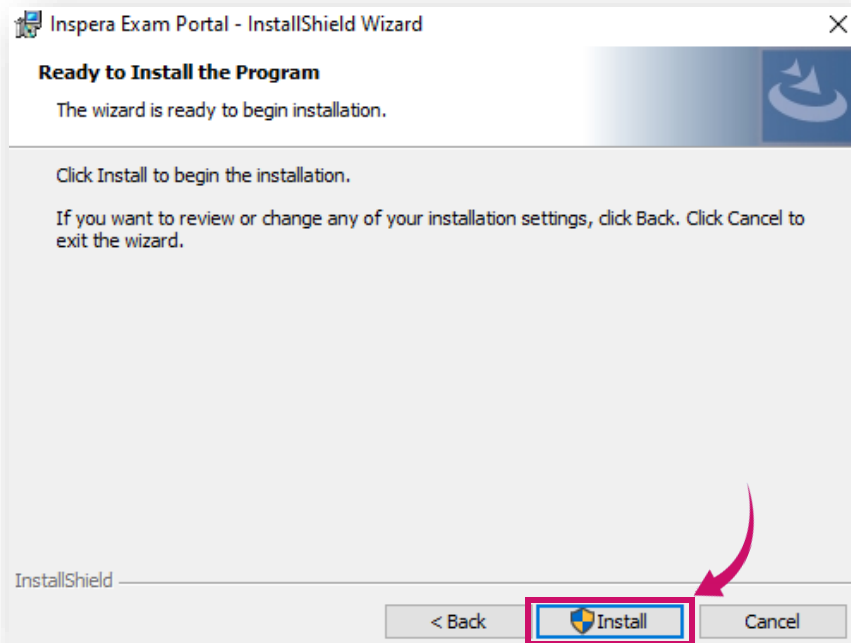 Inspera Exam Portal - InstallShield Wizard
Ready to Install the Program
The wizard is ready to begin installation.
Click Install to begin the installation.
If you want to review or change any of your installation settings, click Back. Click Cancel to
exit the wizard.
InstallShield
< Back
Install
Cancel